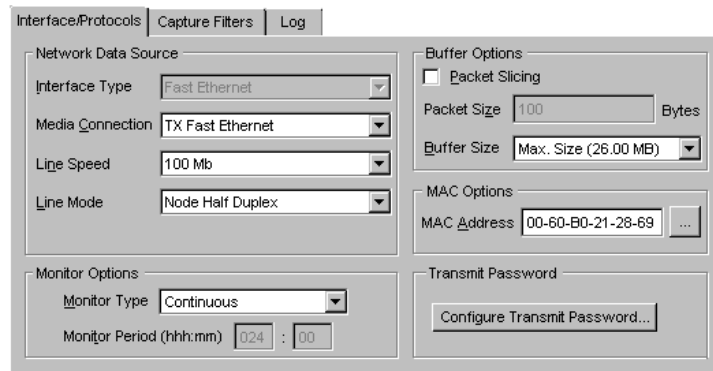 Interface/Protocols
Capture Filters
Log
Network Data Source
Interface Type
Fast Ethernet
Media Connection
TX Fast Ethernet
Line Speed
100 Mb
Line Mode
Node Half Duplex
Buffer Options
Packet Slicing
Packet Size
100
Bytes
Buffer Size
Max. Size (26.00 MB)
MAC Options
MAC Address
00-60-B0-21-28-69
...
Monitor Options
Monitor Type
Continuous
Monitor Period (hhh:mm)
024 : 00
Transmit Password
Configure Transmit Password...